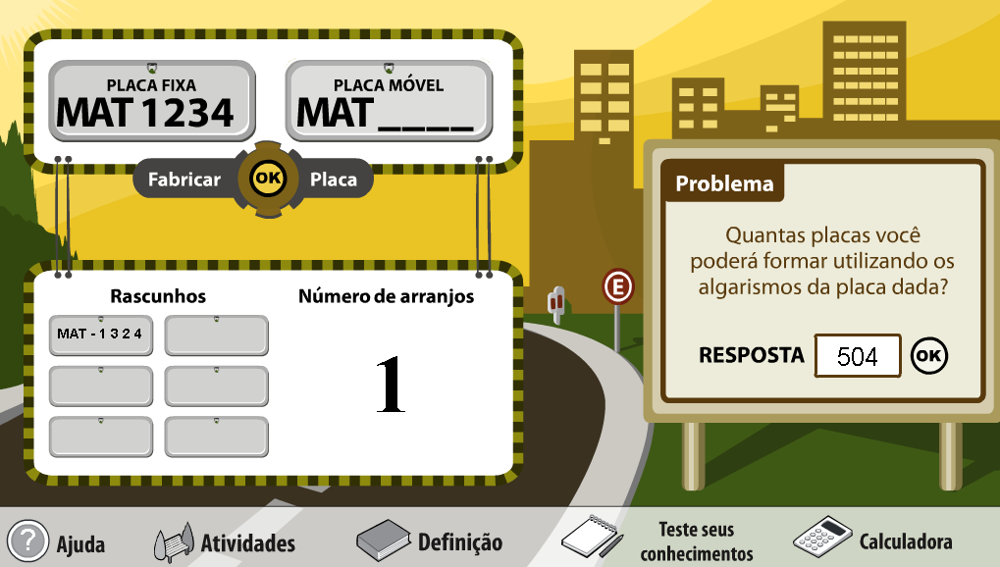 PLACA FIXA
MAT 1234
PLACA MÓVEL
MAT _ _ _ _
Fabricar
OK
Placa
Problema
Quantas placas você
poderá formar utilizando os
algarismos da placa dada?
RESPOSTA 504 OK
E
Rascunhos
Número de arranjos
MAT - 1 3 2 4
1
? Ajuda
Atividades
Definição
Teste seus
conhecimentos
Calculadora